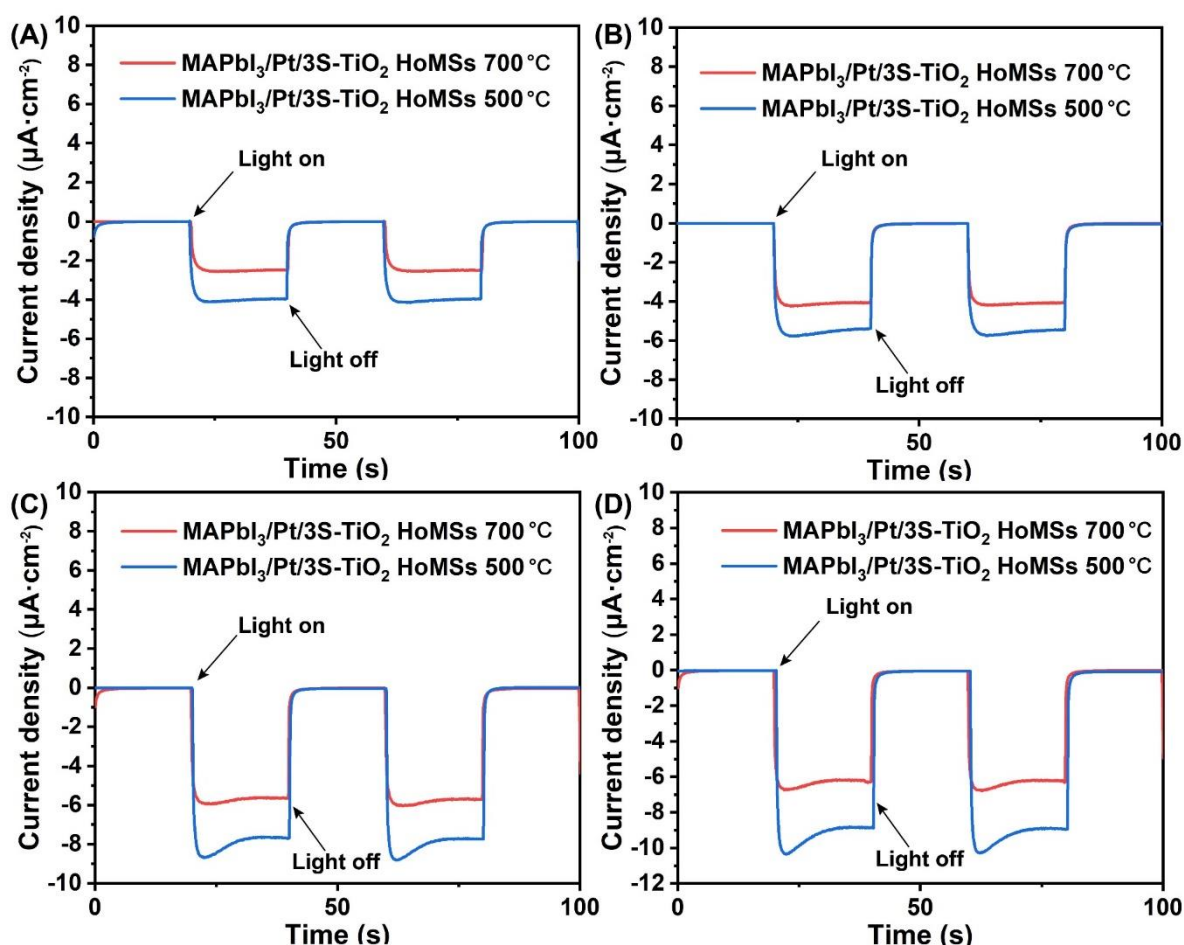 (A)
MAPbI₃/Pt/3S-TiO₂ HoMSs 700 °C
MAPbI₃/Pt/3S-TiO₂ HoMSs 500 °C
Light on
Light off
Current density (μA·cm⁻²)
10
8
6
4
2
0
-2
-4
-6
-8
-10
0
50
100
Time (s)
(B)
MAPbI₃/Pt/3S-TiO₂ HoMSs 700 °C
MAPbI₃/Pt/3S-TiO₂ HoMSs 500 °C
Light on
Light off
Current density (μA·cm⁻²)
10
8
6
4
2
0
-2
-4
-6
-8
-10
0
50
100
Time (s)
(C)
MAPbI₃/Pt/3S-TiO₂ HoMSs 700 °C
MAPbI₃/Pt/3S-TiO₂ HoMSs 500 °C
Light on
Light off
Current density (μA·cm⁻²)
10
8
6
4
2
0
-2
-4
-6
-8
-10
0
50
100
Time (s)
(D)
MAPbI₃/Pt/3S-TiO₂ HoMSs 700 °C
MAPbI₃/Pt/3S-TiO₂ HoMSs 500 °C
Light on
Light off
Current density (μA·cm⁻²)
10
8
6
4
2
0
-2
-4
-6
-8
-10
-12
0
50
100
Time (s)